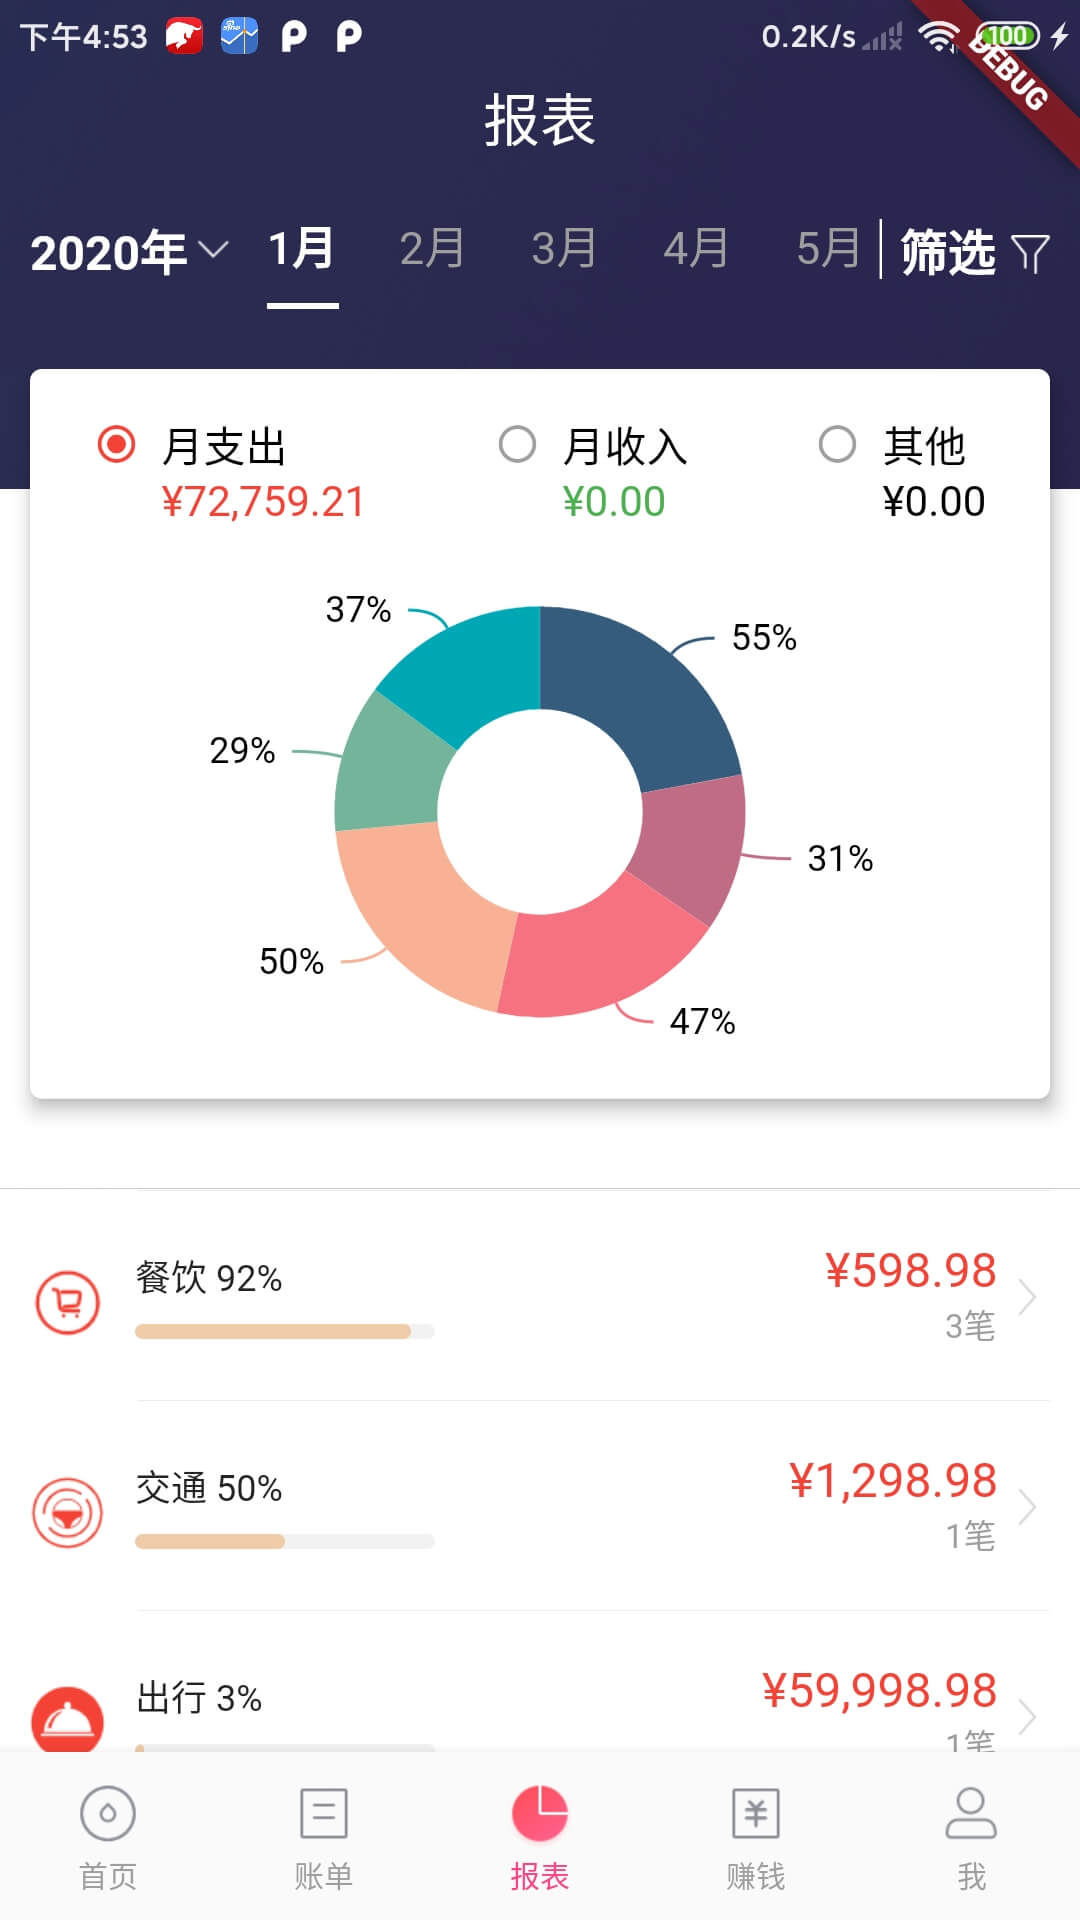 下午4:53
0.2K/s
100
DEBUG
报表
2020年 1月 2月 3月 4月 5月 筛选
月支出 月收入 其他
¥72,759.21 ¥0.00 ¥0.00
37%
55%
29%
31%
50%
47%
餐饮 92%
¥598.98
3笔
交通 50%
¥1,298.98
1笔
出行 3%
¥59,998.98
1笔
首页 账单 报表 赚钱 我